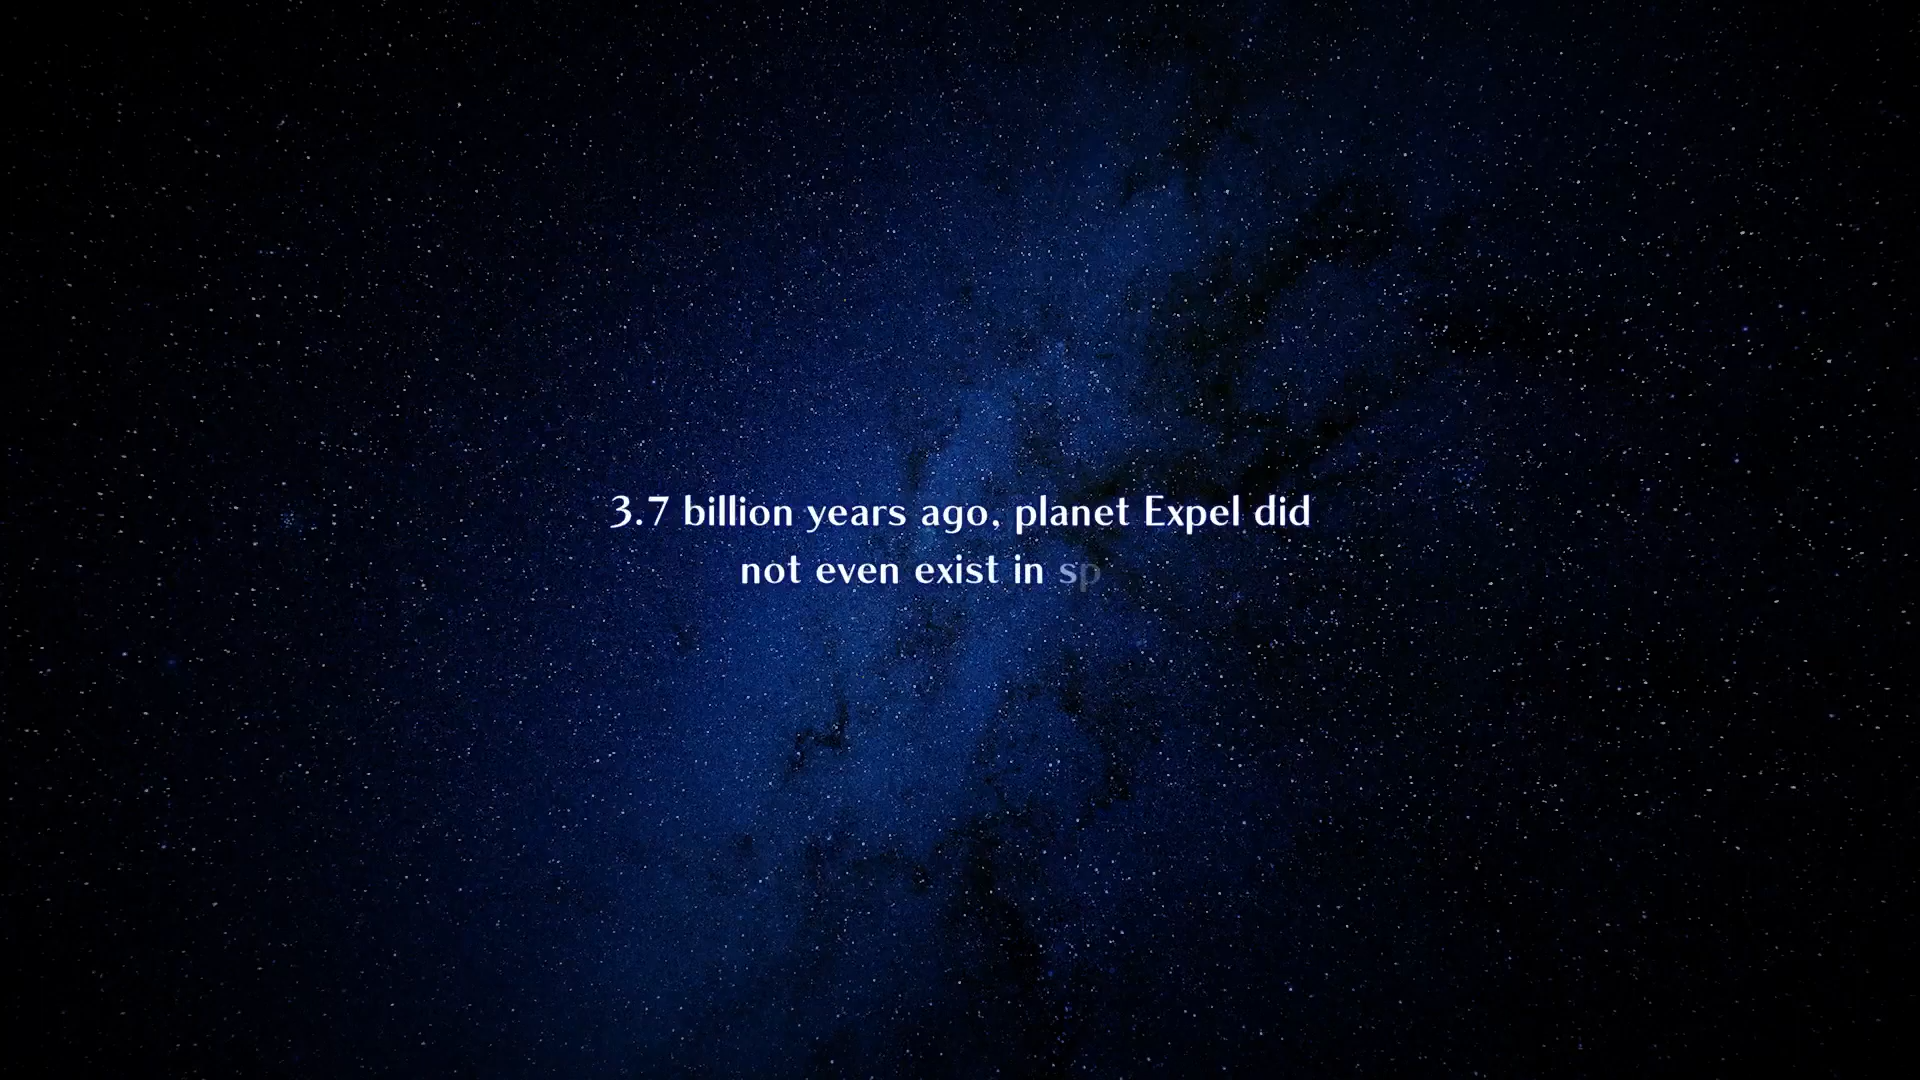 3.7 billion years ago, planet Expel did
not even exist in sp